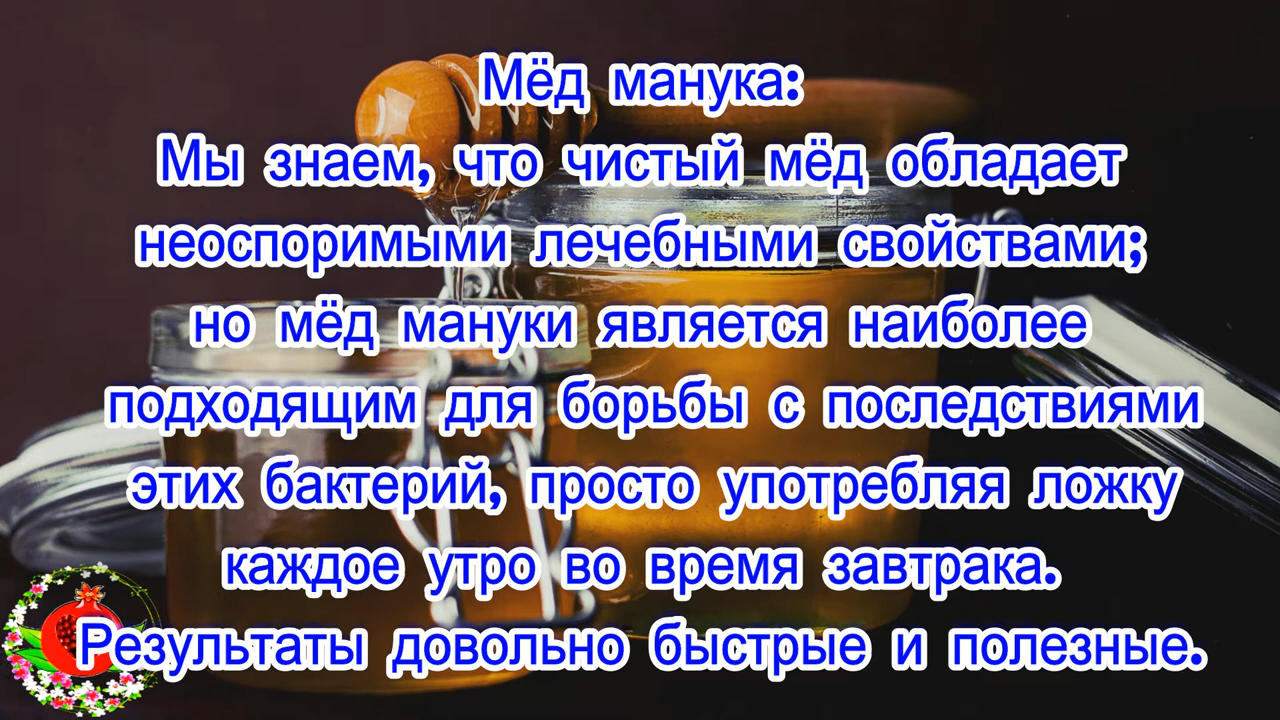 Мёд манука:
Мы знаем, что чистый мёд обладает
неоспоримыми лечебными свойствами;
но мёд мануки является наиболее
подходящим для борьбы с последствиями
этих бактерий, просто употребляя ложку
каждое утро во время завтрака.
Результаты довольно быстрые и полезные.